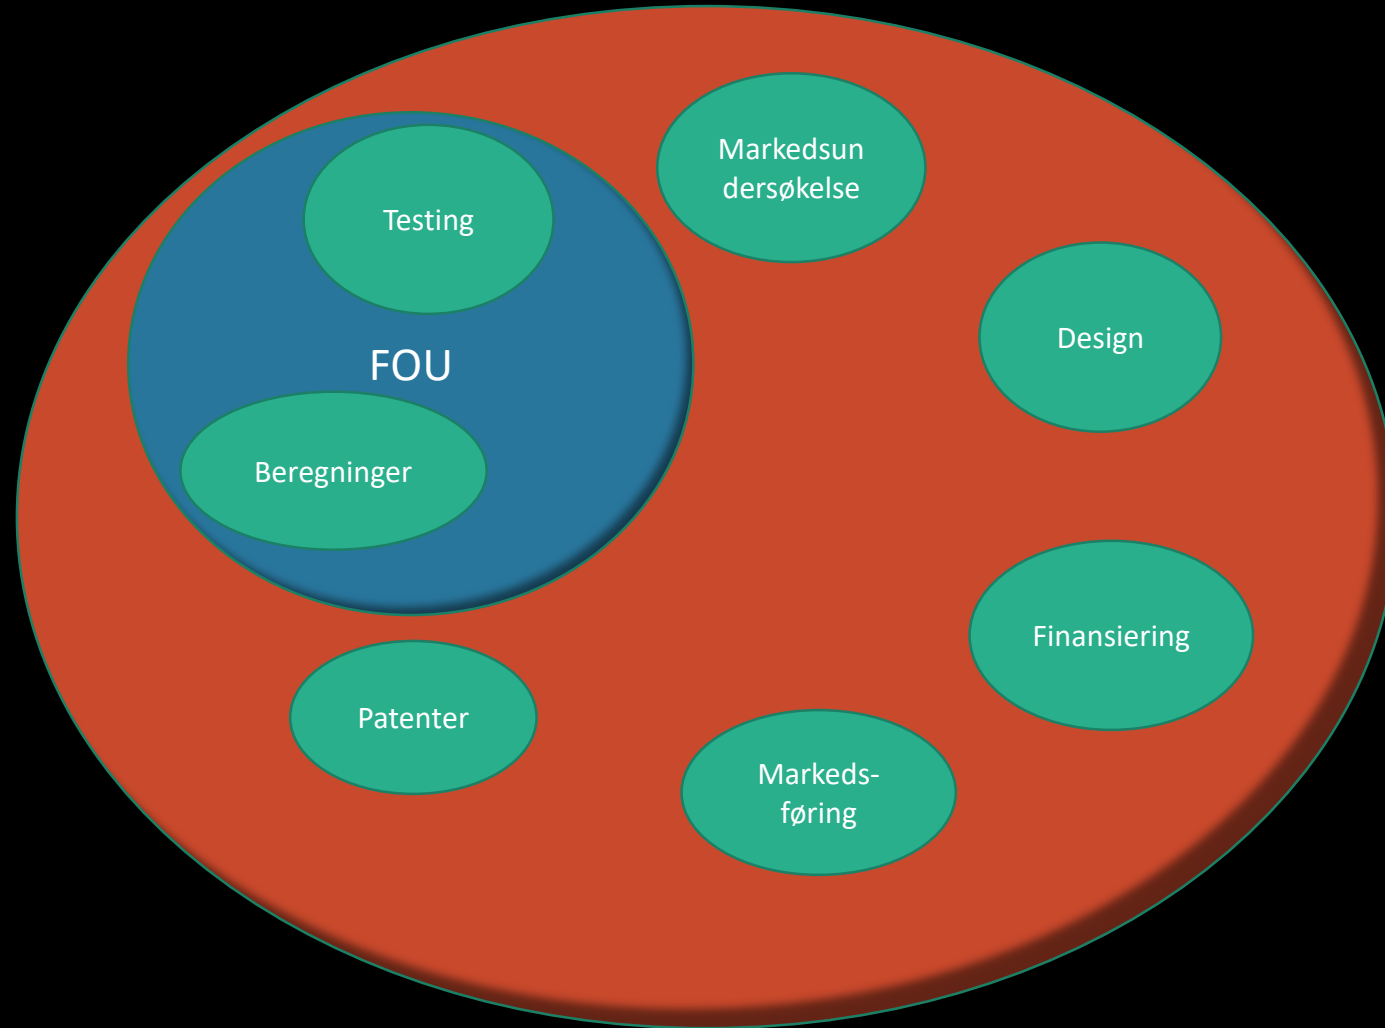 Markedsun
dersøkelse
Testing
Design
FOU
Beregninger
Finansiering
Patenter
Markeds-
føring